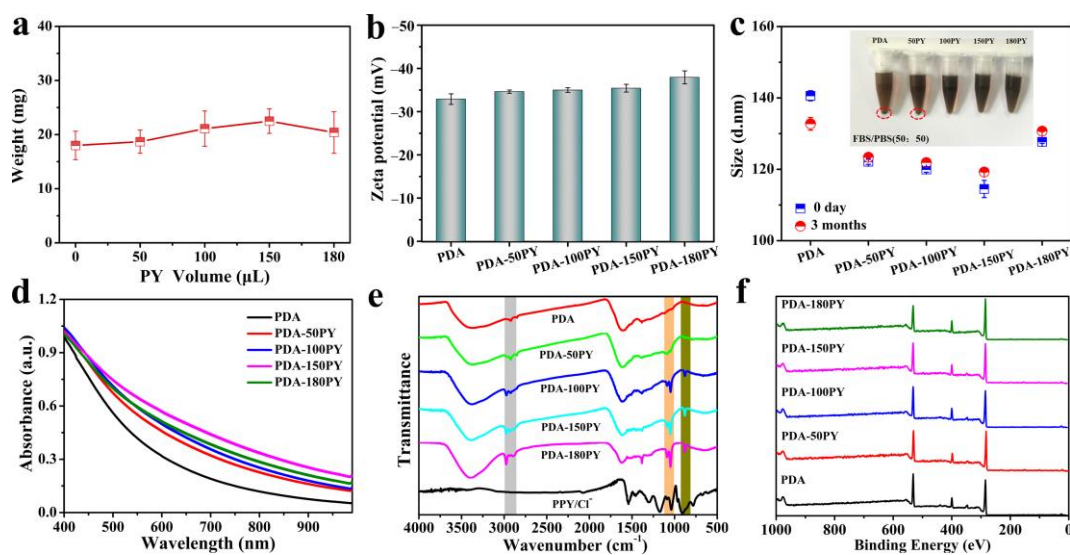 a
Weight (mg)
40
30
20
10
0
0 50 100 150 180
PY Volume (µL)
b
Zeta potential (mV)
−50
−40
−30
−20
−10
0
PDA PDA-50PY PDA-100PY PDA-150PY PDA-180PY
c
Size (d.nm)
160
140
120
100
PDA 50PY 100PY 150PY 180PY
FBS/PBS(50：50)
0 day
3 months
PDA PDA-50PY PDA-100PY PDA-150PY PDA-180PY
d
Absorbance (a.u.)
1.2
0.9
0.6
0.3
0.0
PDA
PDA-50PY
PDA-100PY
PDA-150PY
PDA-180PY
400 500 600 700 800 900
Wavelength (nm)
e
Transmittance
PDA
PDA-50PY
PDA-100PY
PDA-150PY
PDA-180PY
PPY/Cl⁻
4000 3500 3000 2500 2000 1500 1000 500
Wavenumber (cm⁻¹)
f
PDA-180PY
PDA-150PY
PDA-100PY
PDA-50PY
PDA
1000 800 600 400 200 0
Binding Energy (eV)